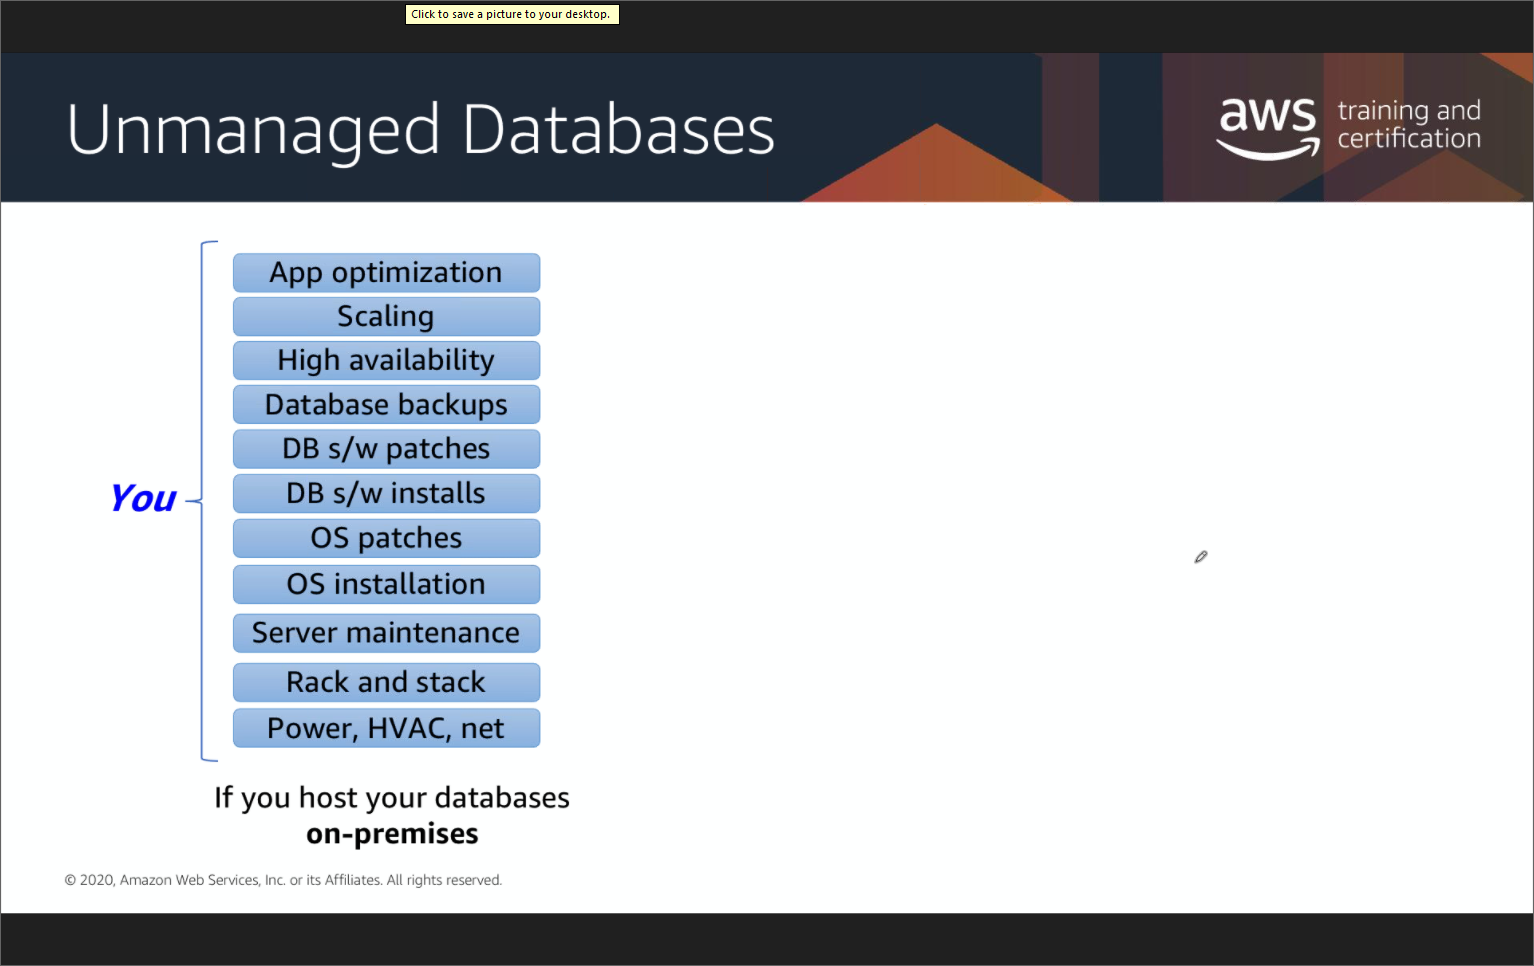 Click to save a picture to your desktop.
Unmanaged Databases
aws training and
certification
App optimization
Scaling
High availability
Database backups
DB s/w patches
DB s/w installs
You
OS patches
OS installation
Server maintenance
Rack and stack
Power, HVAC, net
If you host your databases
on-premises
© 2020, Amazon Web Services, Inc. or its Affiliates. All rights reserved.